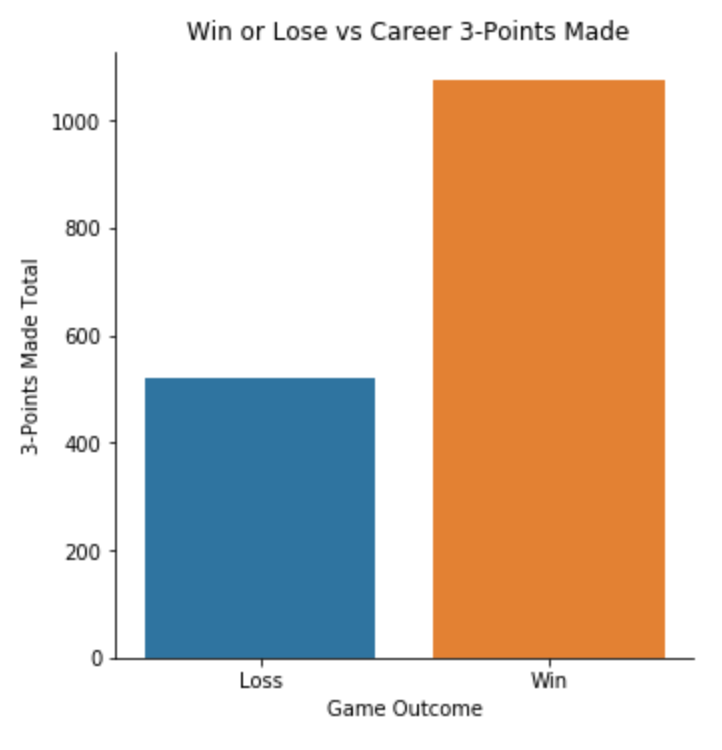 Win or Lose vs Career 3-Points Made
3-Points Made Total
1000
800
600
400
200
0
Loss
Win
Game Outcome